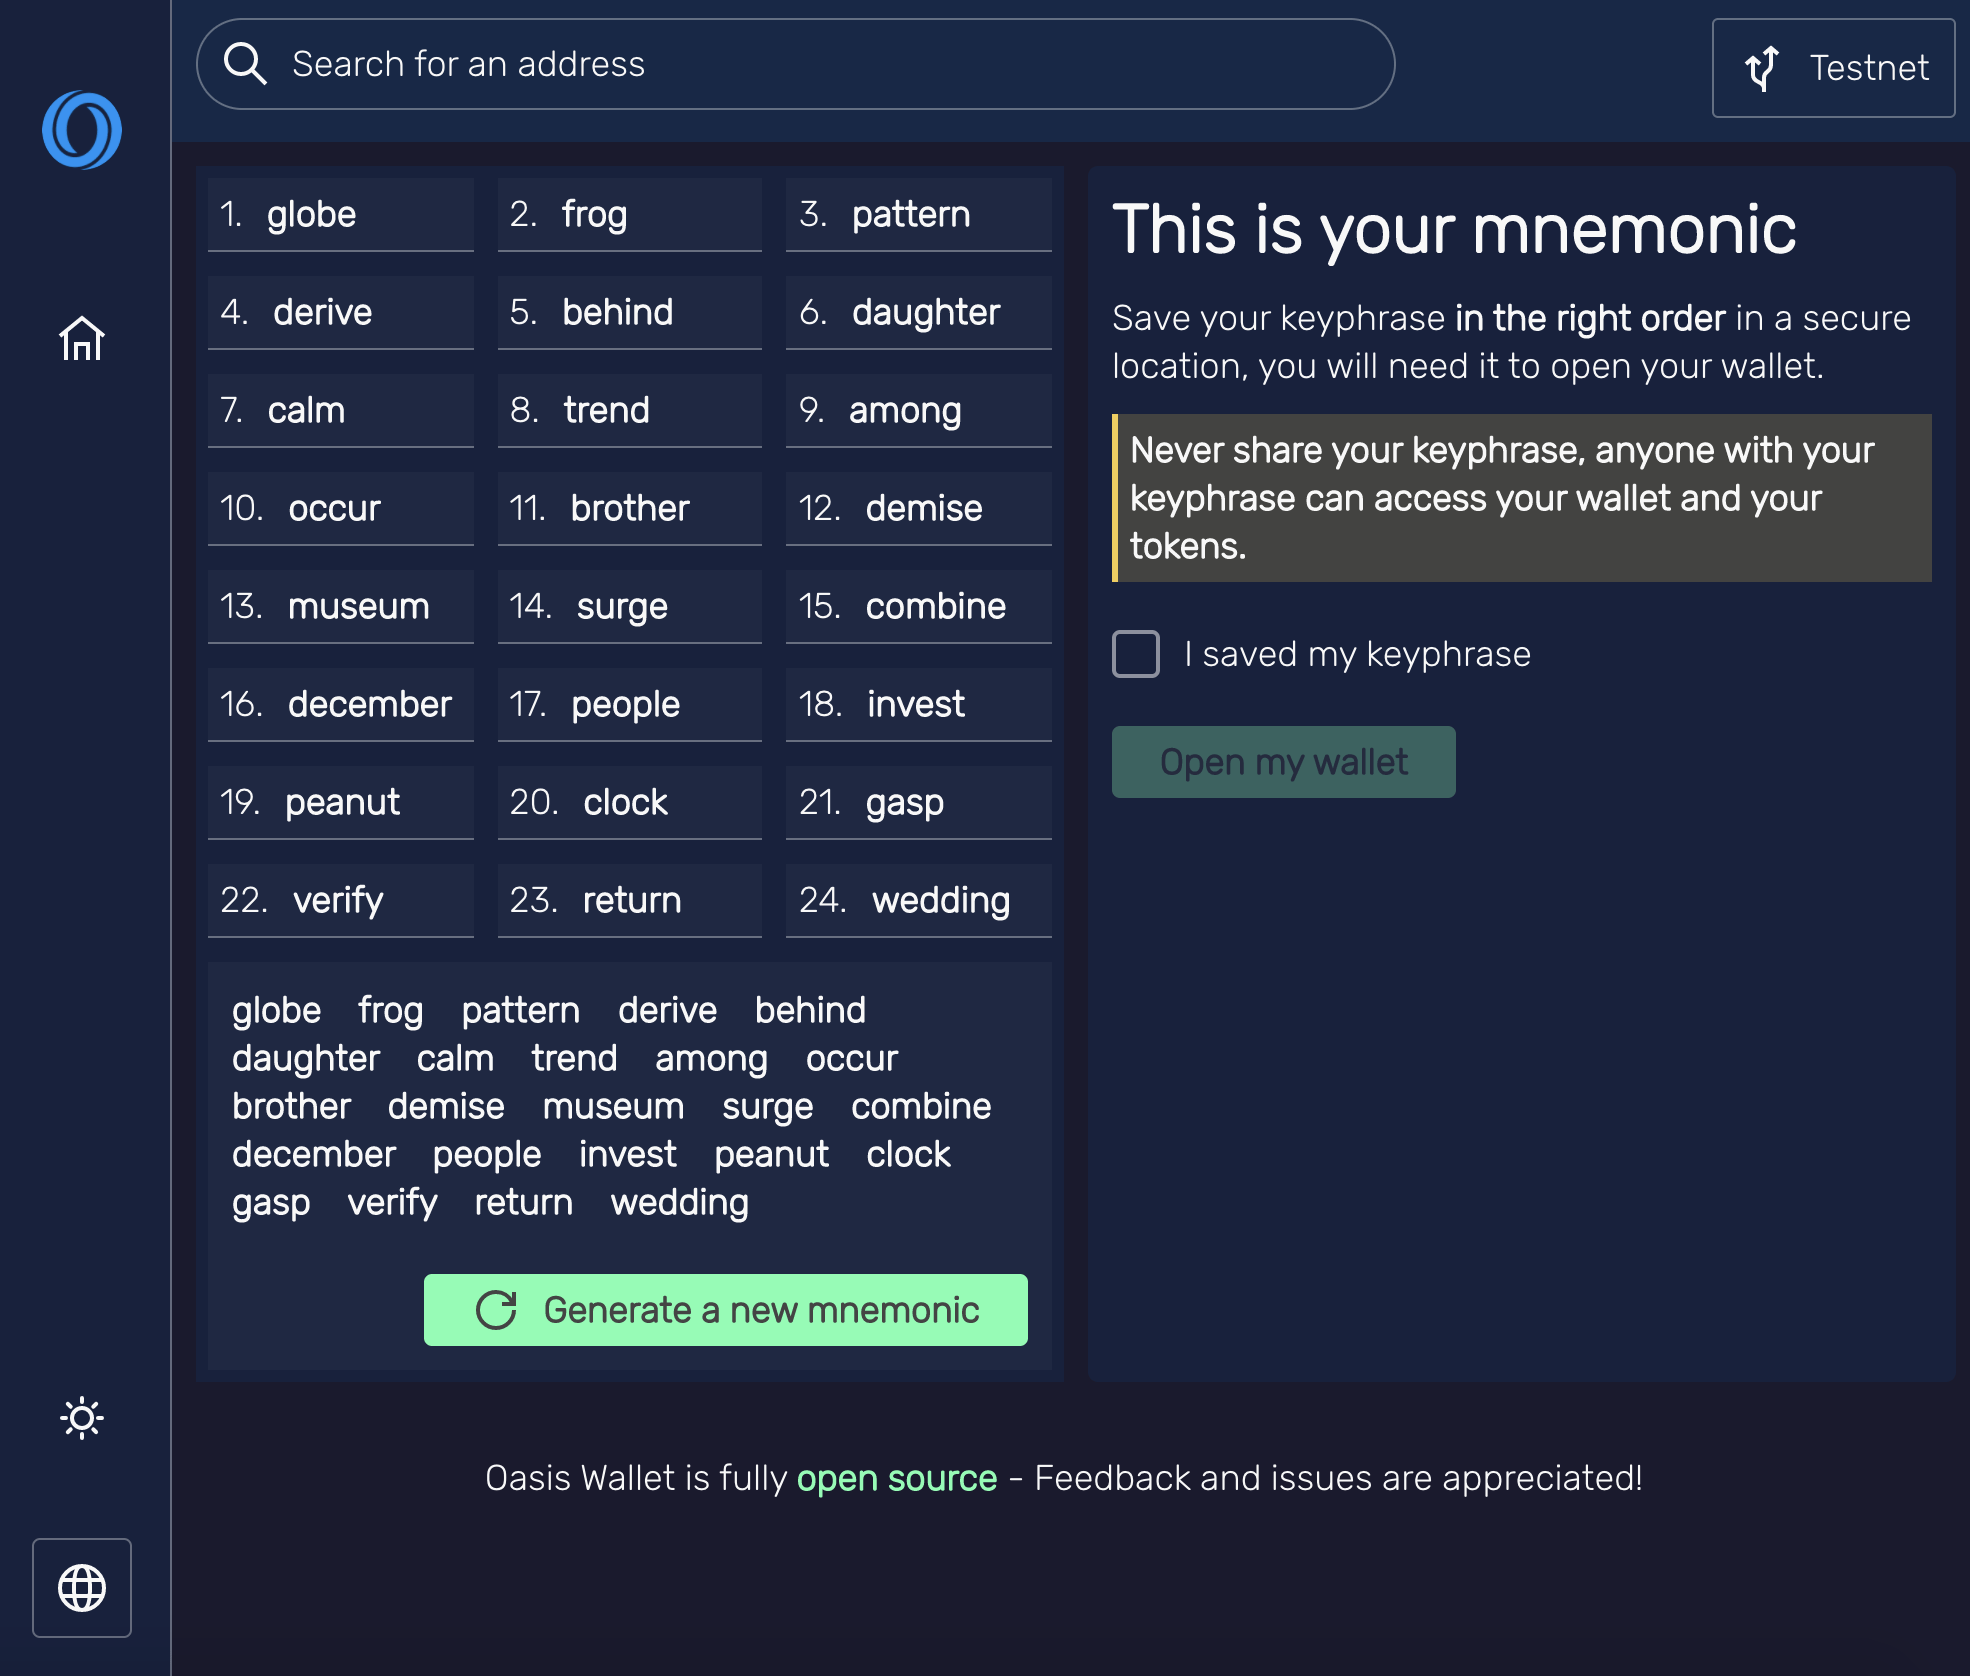 Search for an address
Testnet
1. globe
2. frog
3. pattern
4. derive
5. behind
6. daughter
7. calm
8. trend
9. among
10. occur
11. brother
12. demise
13. museum
14. surge
15. combine
16. december
17. people
18. invest
19. peanut
20. clock
21. gasp
22. verify
23. return
24. wedding
globe frog pattern derive behind
daughter calm trend among occur
brother demise museum surge combine
december people invest peanut clock
gasp verify return wedding
Generate a new mnemonic
This is your mnemonic
Save your keyphrase in the right order in a secure
location, you will need it to open your wallet.
Never share your keyphrase, anyone with your
keyphrase can access your wallet and your
tokens.
I saved my keyphrase
Open my wallet
Oasis Wallet is fully open source - Feedback and issues are appreciated!